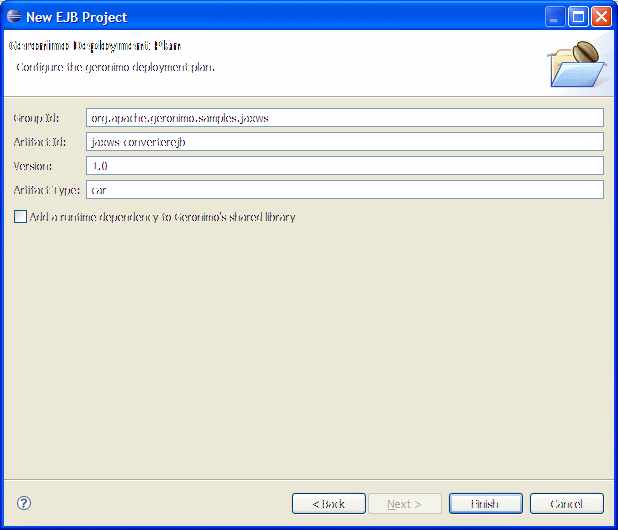 New EJB Project
Geronimo Deployment Plan
Configure the geronimo deployment plan.
Group Id: org.apache.geronimo.samples.jaxws
Artifact Id: jaxws-converterejb
Version: 1.0
Artifact Type: car
Add a runtime dependency to Geronimo's shared library
?
< Back Next > Finish Cancel